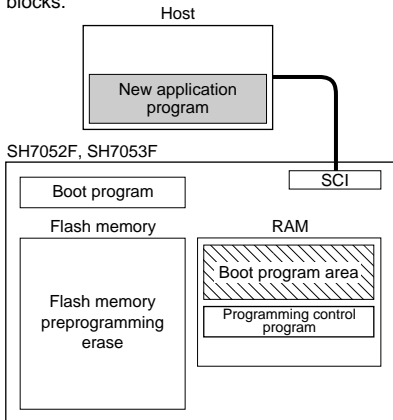 blocks.
Host
New application
program
SH7052F, SH7053F
SCI
Boot program
Flash memory
RAM
Boot program area
Flash memory
preprogramming
erase
Programming control
program